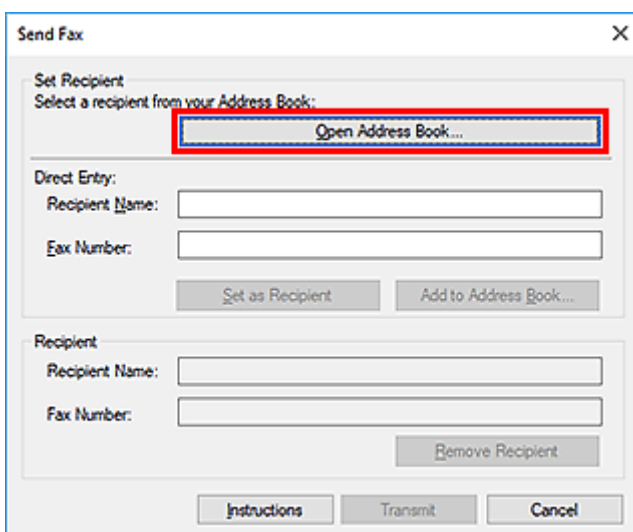 Send Fax
Set Recipient
Select a recipient from your Address Book:
Open Address Book...
Direct Entry:
Recipient Name:
Fax Number:
Set as Recipient
Add to Address Book...
Recipient
Recipient Name:
Fax Number:
Remove Recipient
Instructions
Transmit
Cancel